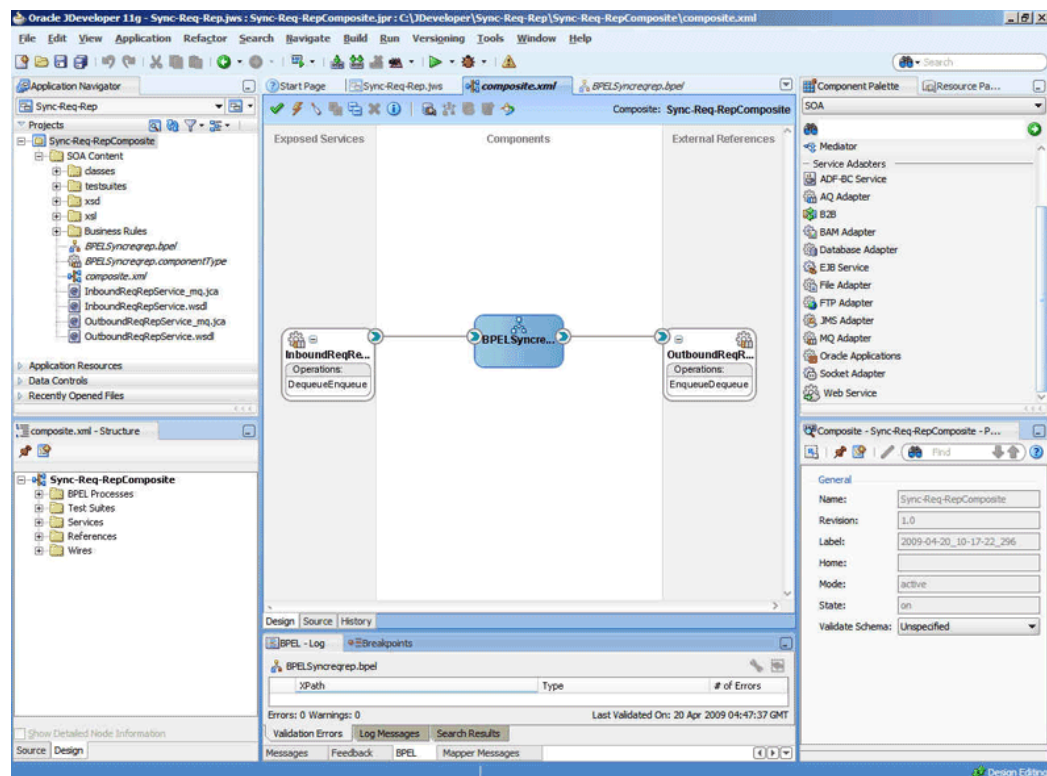 Oracle JDeveloper 11g - Sync-Req-Rep.jws : Sync-Req-RepComposite.jpr : C:\JDeveloper\Sync-Req-Rep\Sync-Req-RepComposite\composite.xml
File Edit View Application Refactor Search Navigate Build Run Versioning Tools Window Help
Search
Application Navigator
Sync-Req-Rep
Projects
Sync-Req-RepComposite
SOA Content
classes
testsuites
xsd
xsl
Business Rules
BPELSyncreqrep.bpel
BPELSyncreqrep.componentType
composite.xml
InboundReqRepService_mq.jca
InboundReqRepService.wsdl
OutboundReqRepService_mq.jca
OutboundReqRepService.wsdl
Application Resources
Data Controls
Recently Opened Files
composite.xml - Structure
Sync-Req-RepComposite
BPEL Processes
Test Suites
Services
References
Wires
Show Detailed Node Information
Source Design
Start Page Sync-Req-Rep.jws composite.xml BPELSyncreqrep.bpel
Composite: Sync-Req-RepComposite
Exposed Services Components External References
InboundReqRe...
Operations:
DequeueEnqueue
BPELSyncre...
OutboundReqR...
Operations:
EnqueueDequeue
Design Source History
BPEL - Log Breakpoints
BPELSyncreqrep.bpel
XPath Type # of Errors
Errors: 0 Warnings: 0 Last Validated On: 20 Apr 2009 04:47:37 GMT
Validation Errors Log Messages Search Results
Messages Feedback BPEL Mapper Messages
Component Palette Resource Pa...
SOA
Mediator
Service Adapters
ADF-BC Service
AQ Adapter
B2B
BAM Adapter
Database Adapter
EJB Service
File Adapter
FTP Adapter
JMS Adapter
MQ Adapter
Oracle Applications
Socket Adapter
Web Service
Composite - Sync-Req-RepComposite - P...
Find
General
Name: Sync-Req-RepComposite
Revision: 1.0
Label: 2009-04-20_10-17-22_296
Home:
Mode: active
State: on
Validate Schema: Unspecified
Design Editing